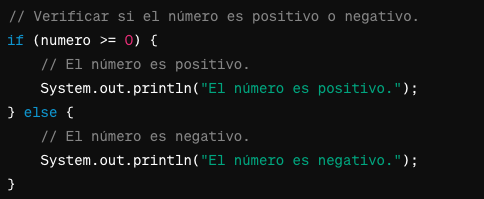 // Verificar si el número es positivo o negativo.
if (numero >= 0) {
    // El número es positivo.
    System.out.println("El número es positivo.");
} else {
    // El número es negativo.
    System.out.println("El número es negativo.");
}